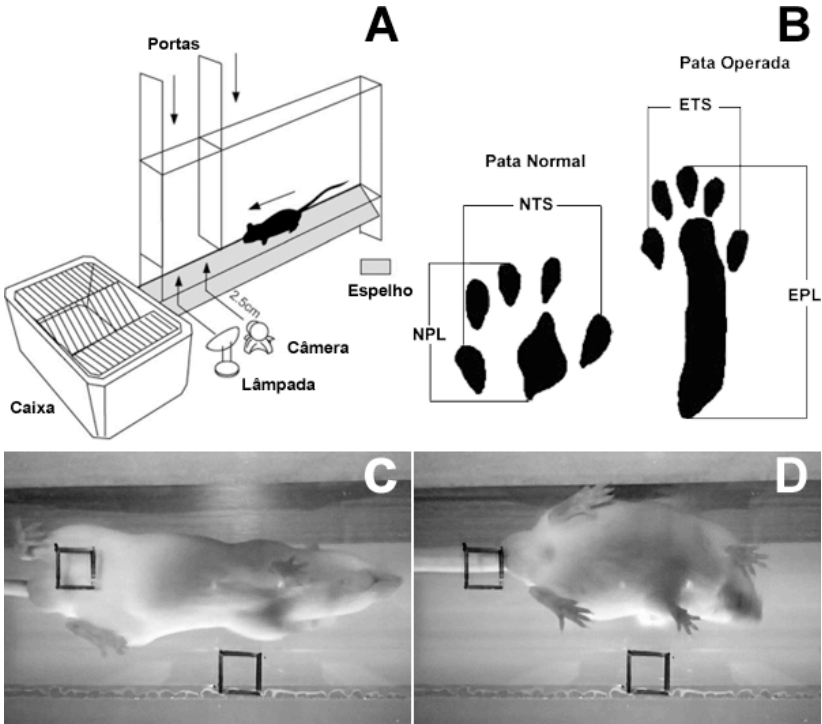 A
Portas
2.5cm
Espelho
Câmera
Lâmpada
Caixa
B
Pata Operada
ETS
Pata Normal
NTS
NPL
EPL
C
D